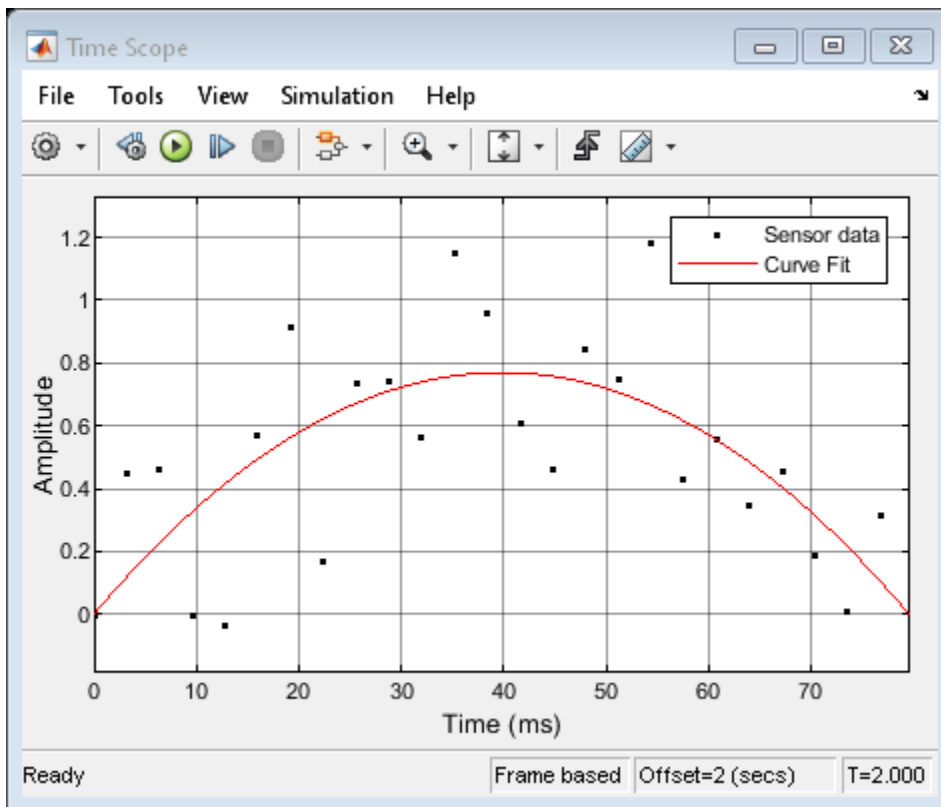 Time Scope
File Tools View Simulation Help
Sensor data
Curve Fit
1.2
1
0.8
0.6
0.4
0.2
0
Amplitude
0 10 20 30 40 50 60 70
Time (ms)
Ready Frame based Offset=2 (secs) T=2.000